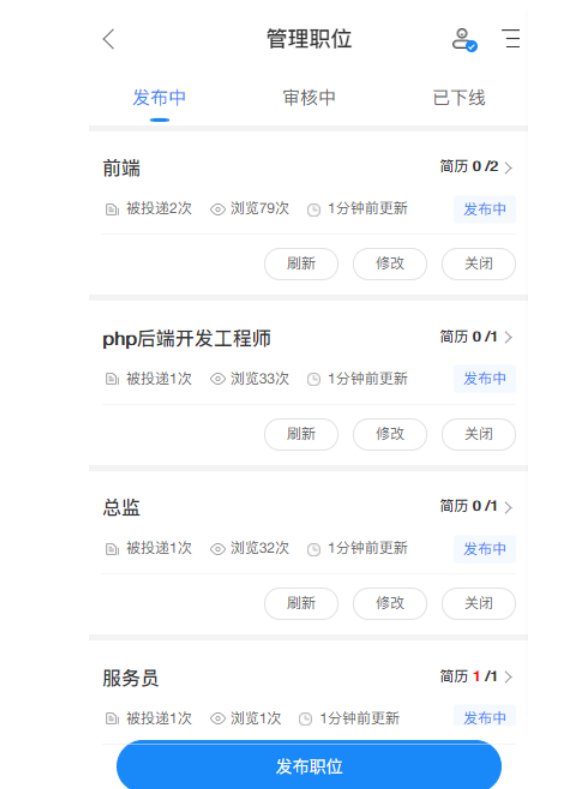 管理职位
发布中 审核中 已下线
前端 简历 0 /2
被投递2次 浏览79次 1分钟前更新 发布中
刷新 修改 关闭
php后端开发工程师 简历 0 /1
被投递1次 浏览33次 1分钟前更新 发布中
刷新 修改 关闭
总监 简历 0 /1
被投递1次 浏览32次 1分钟前更新 发布中
刷新 修改 关闭
服务员 简历 1 /1
被投递1次 浏览1次 1分钟前更新 发布中
发布职位